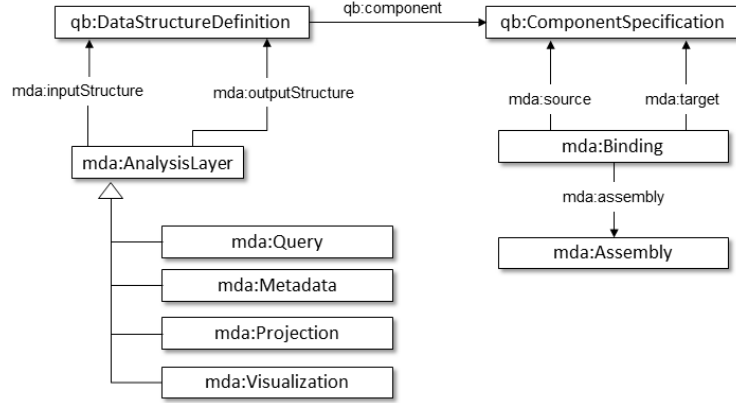 qb:component
qb:DataStructureDefinition
qb:ComponentSpecification
mda:inputStructure
mda:outputStructure
mda:source
mda:target
mda:AnalysisLayer
mda:Binding
mda:assembly
mda:Query
mda:Assembly
mda:Metadata
mda:Projection
mda:Visualization